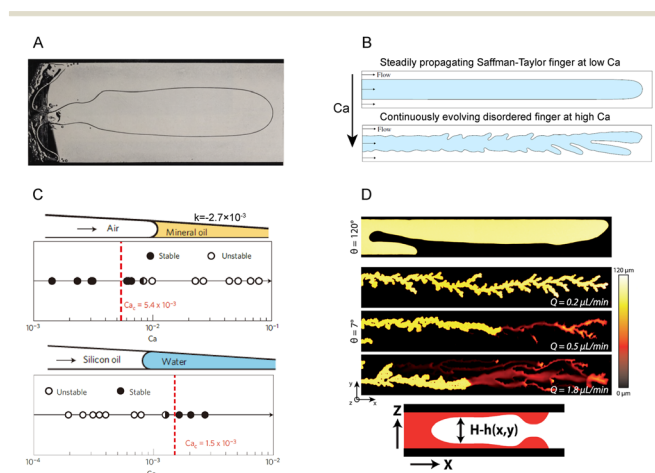 A
B
Steadily propagating Saffman-Taylor finger at low Ca
Flow
Ca
Continuously evolving disordered finger at high Ca
Flow
C
k=-2.7×10⁻³
Air
Mineral oil
Stable
Unstable
Ca_c = 5.4 x 10⁻³
10⁻³
10⁻²
10⁻¹
Ca
Silicon oil
Water
Unstable
Stable
Ca_c = 1.5 x 10⁻³
10⁻⁴
10⁻³
10⁻²
D
θ = 120°
θ = 7°
Q = 0.2 μL/min
Q = 0.5 μL/min
Q = 1.8 μL/min
120 μm
0 μm
y
z
x
Z
H-h(x,y)
X